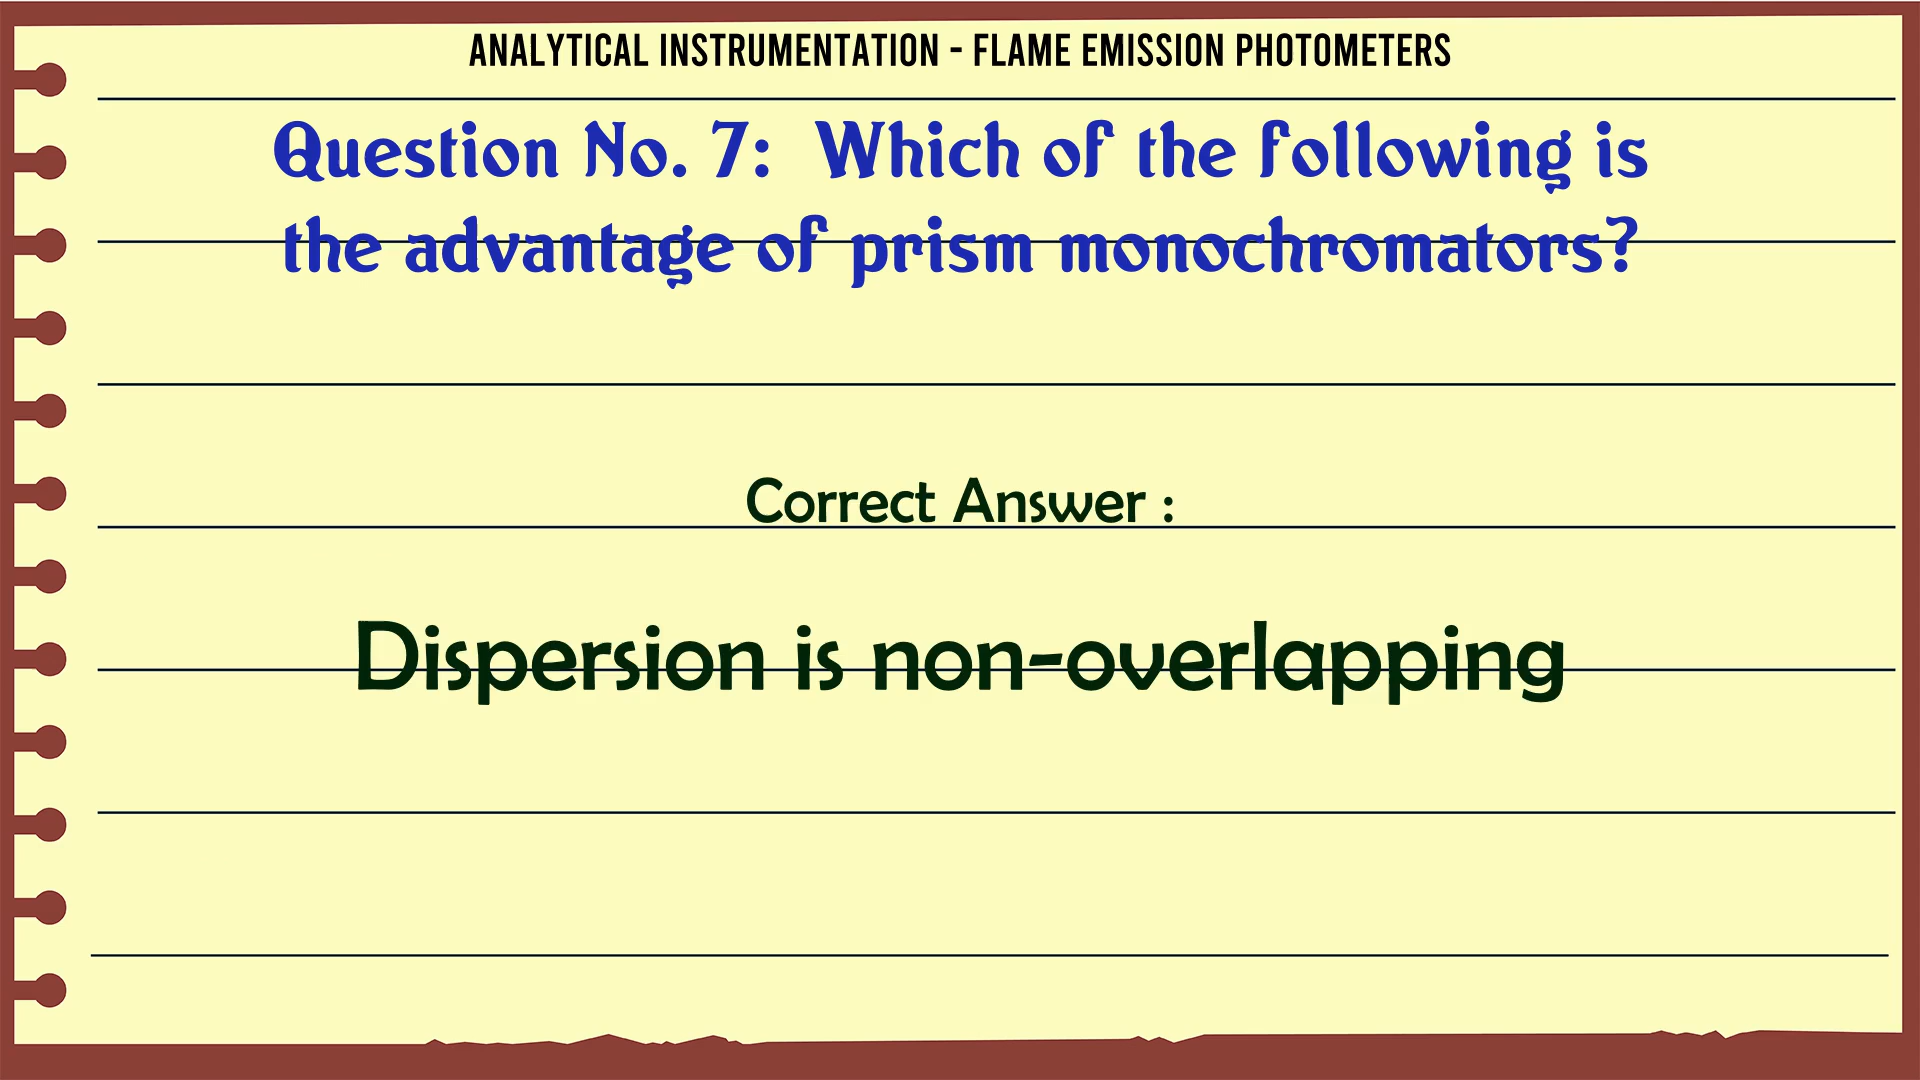 ANALYTICAL INSTRUMENTATION - FLAME EMISSION PHOTOMETERS
Question No. 7: Which of the following is
the advantage of prism monochromators?
Correct Answer :
Dispersion is non-overlapping